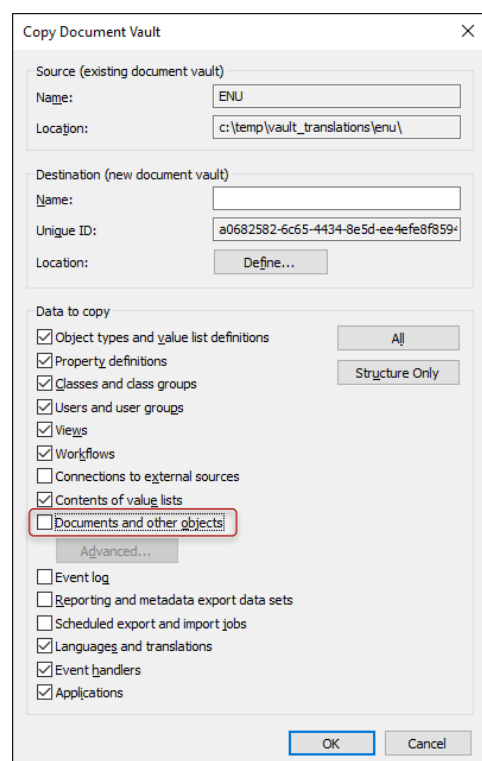 Copy Document Vault
Source (existing document vault)
Name: ENU
Location: c:\temp\vault_translations\enu\
Destination (new document vault)
Name:
Unique ID: a0682582-6c65-4434-8e5d-ee4efe8f8594
Location: Define...
Data to copy
Object types and value list definitions All
Property definitions
Structure Only
Classes and class groups
Users and user groups
Views
Workflows
Connections to external sources
Contents of value lists
Documents and other objects
Advanced...
Event log
Reporting and metadata export data sets
Scheduled export and import jobs
Languages and translations
Event handlers
Applications
OK Cancel